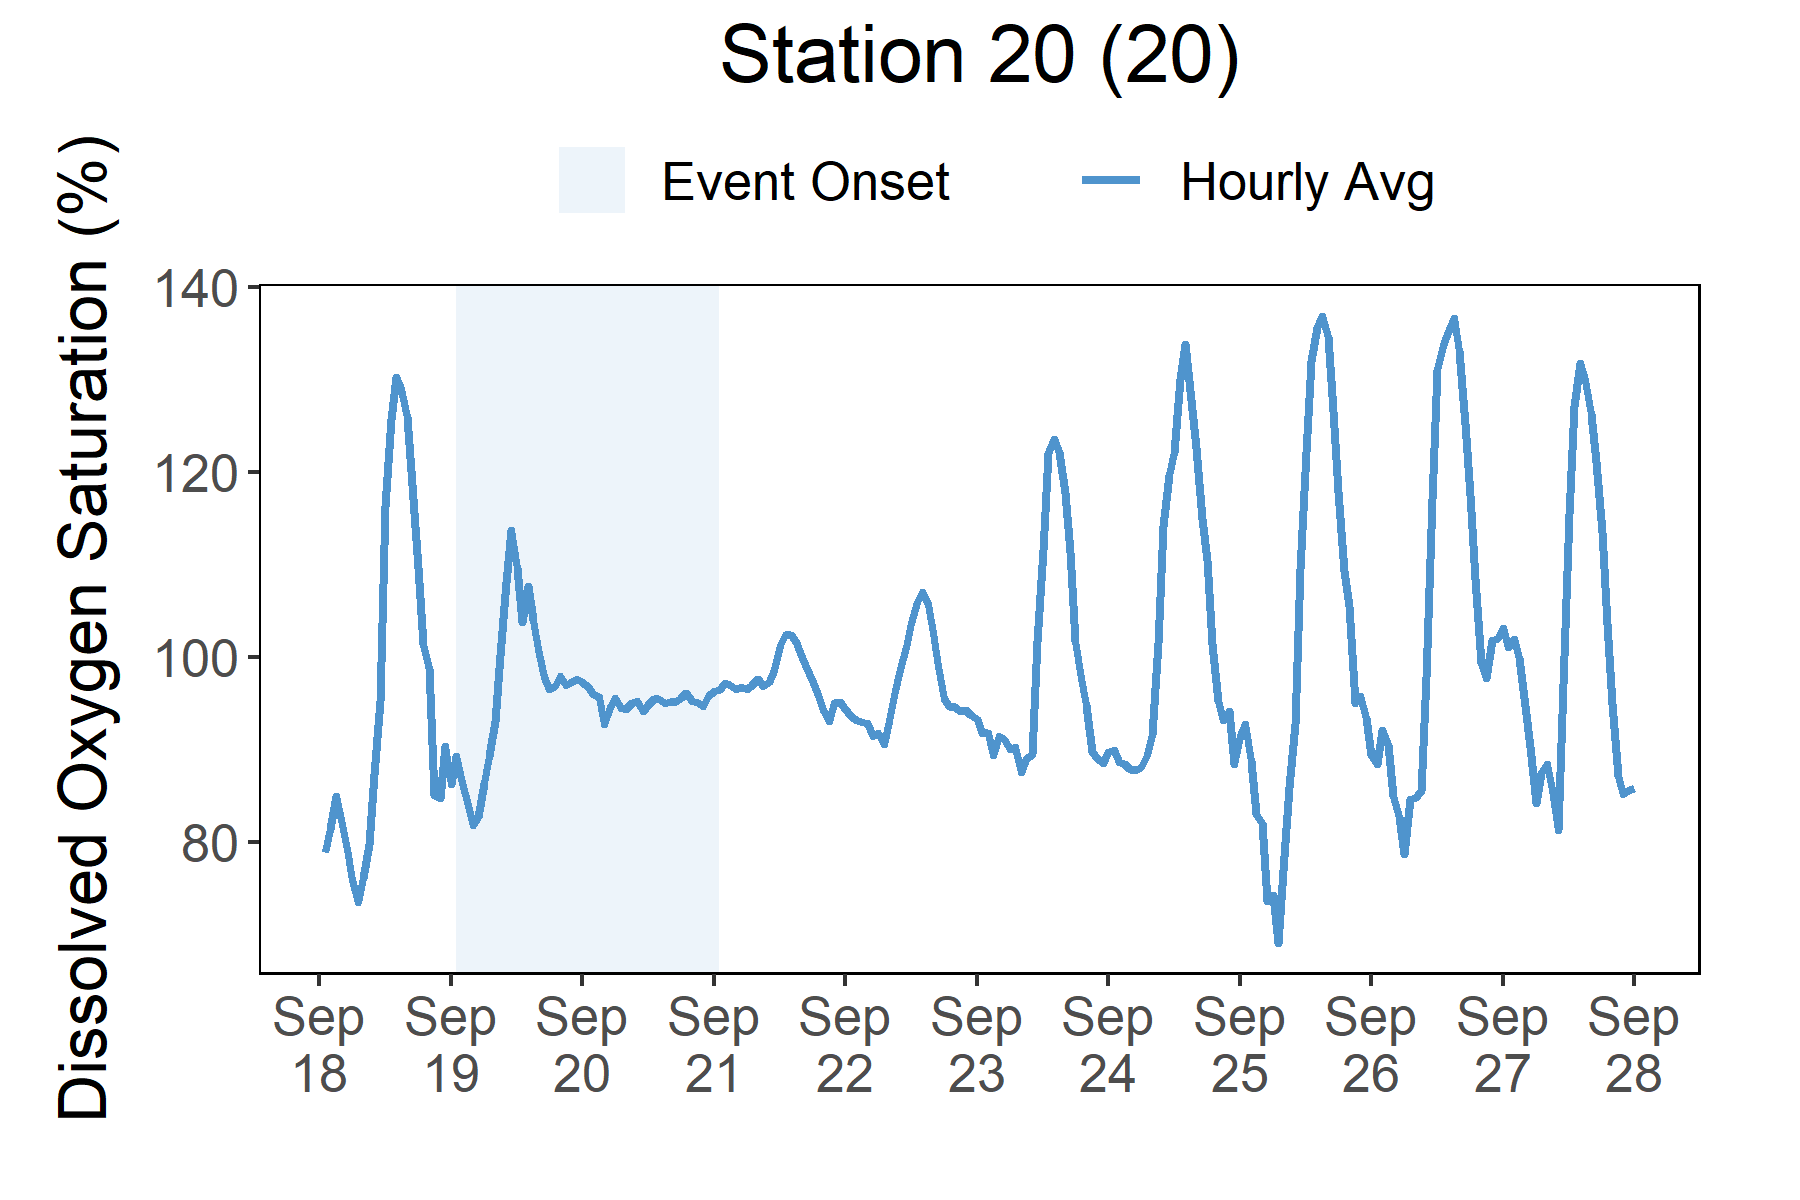 Station 20 (20)
Event Onset Hourly Avg
Dissolved Oxygen Saturation (%)
140
120
100
80
Sep Sep Sep Sep Sep Sep Sep Sep Sep Sep Sep
18 19 20 21 22 23 24 25 26 27 28